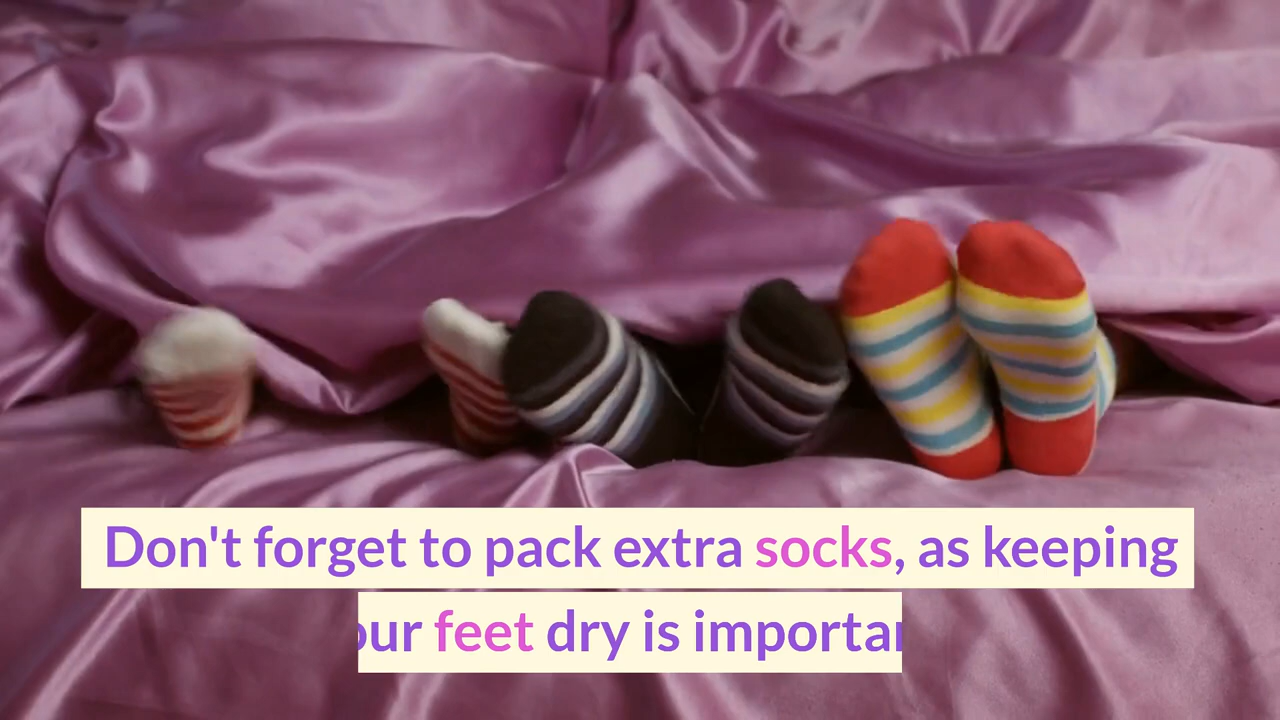 Don't forget to pack extra socks, as keeping
feet dry is